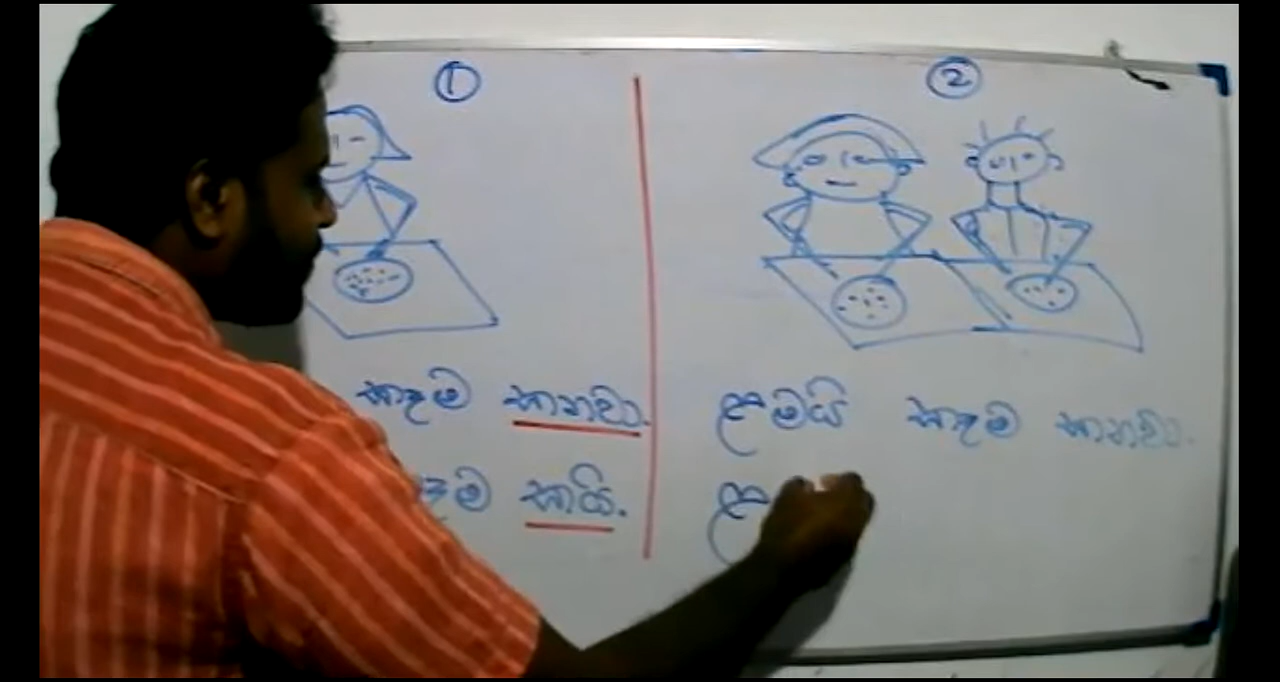 ①
②
කෑම කනවා.
කෑම කයි.
ළමයි කෑම කනවා.
ළ